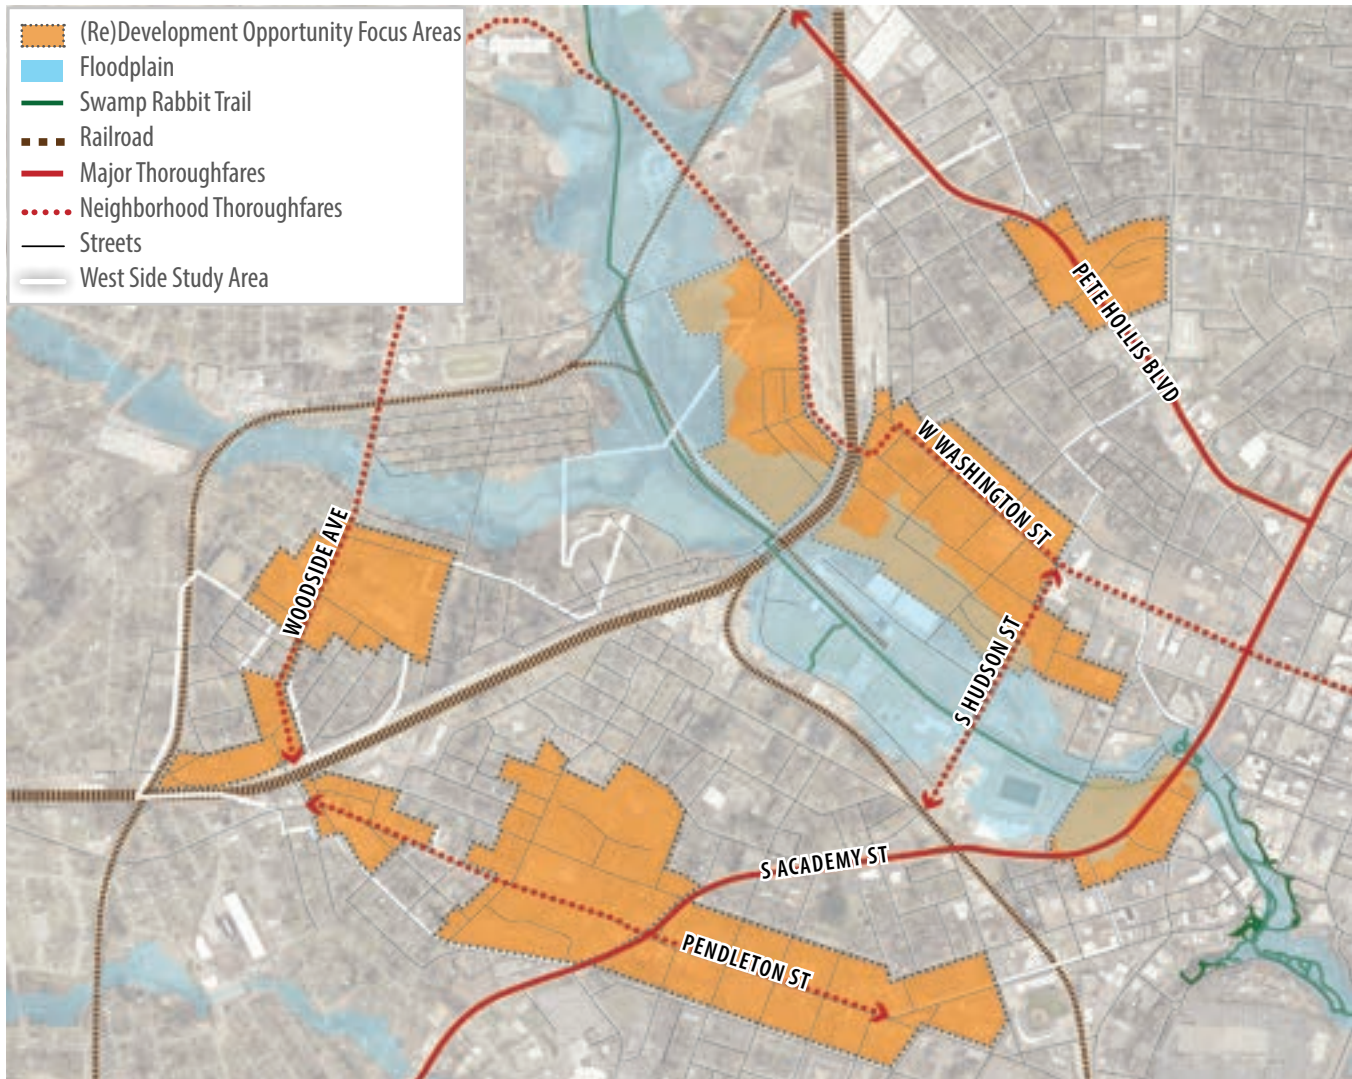 (Re)Development Opportunity Focus Areas
Floodplain
Swamp Rabbit Trail
Railroad
Major Thoroughfares
Neighborhood Thoroughfares
Streets
West Side Study Area
PETE HOLLIS BLVD
W WASHINGTON ST
WOODSIDE AVE
S HUDSON ST
S ACADEMY ST
PENDLETON ST